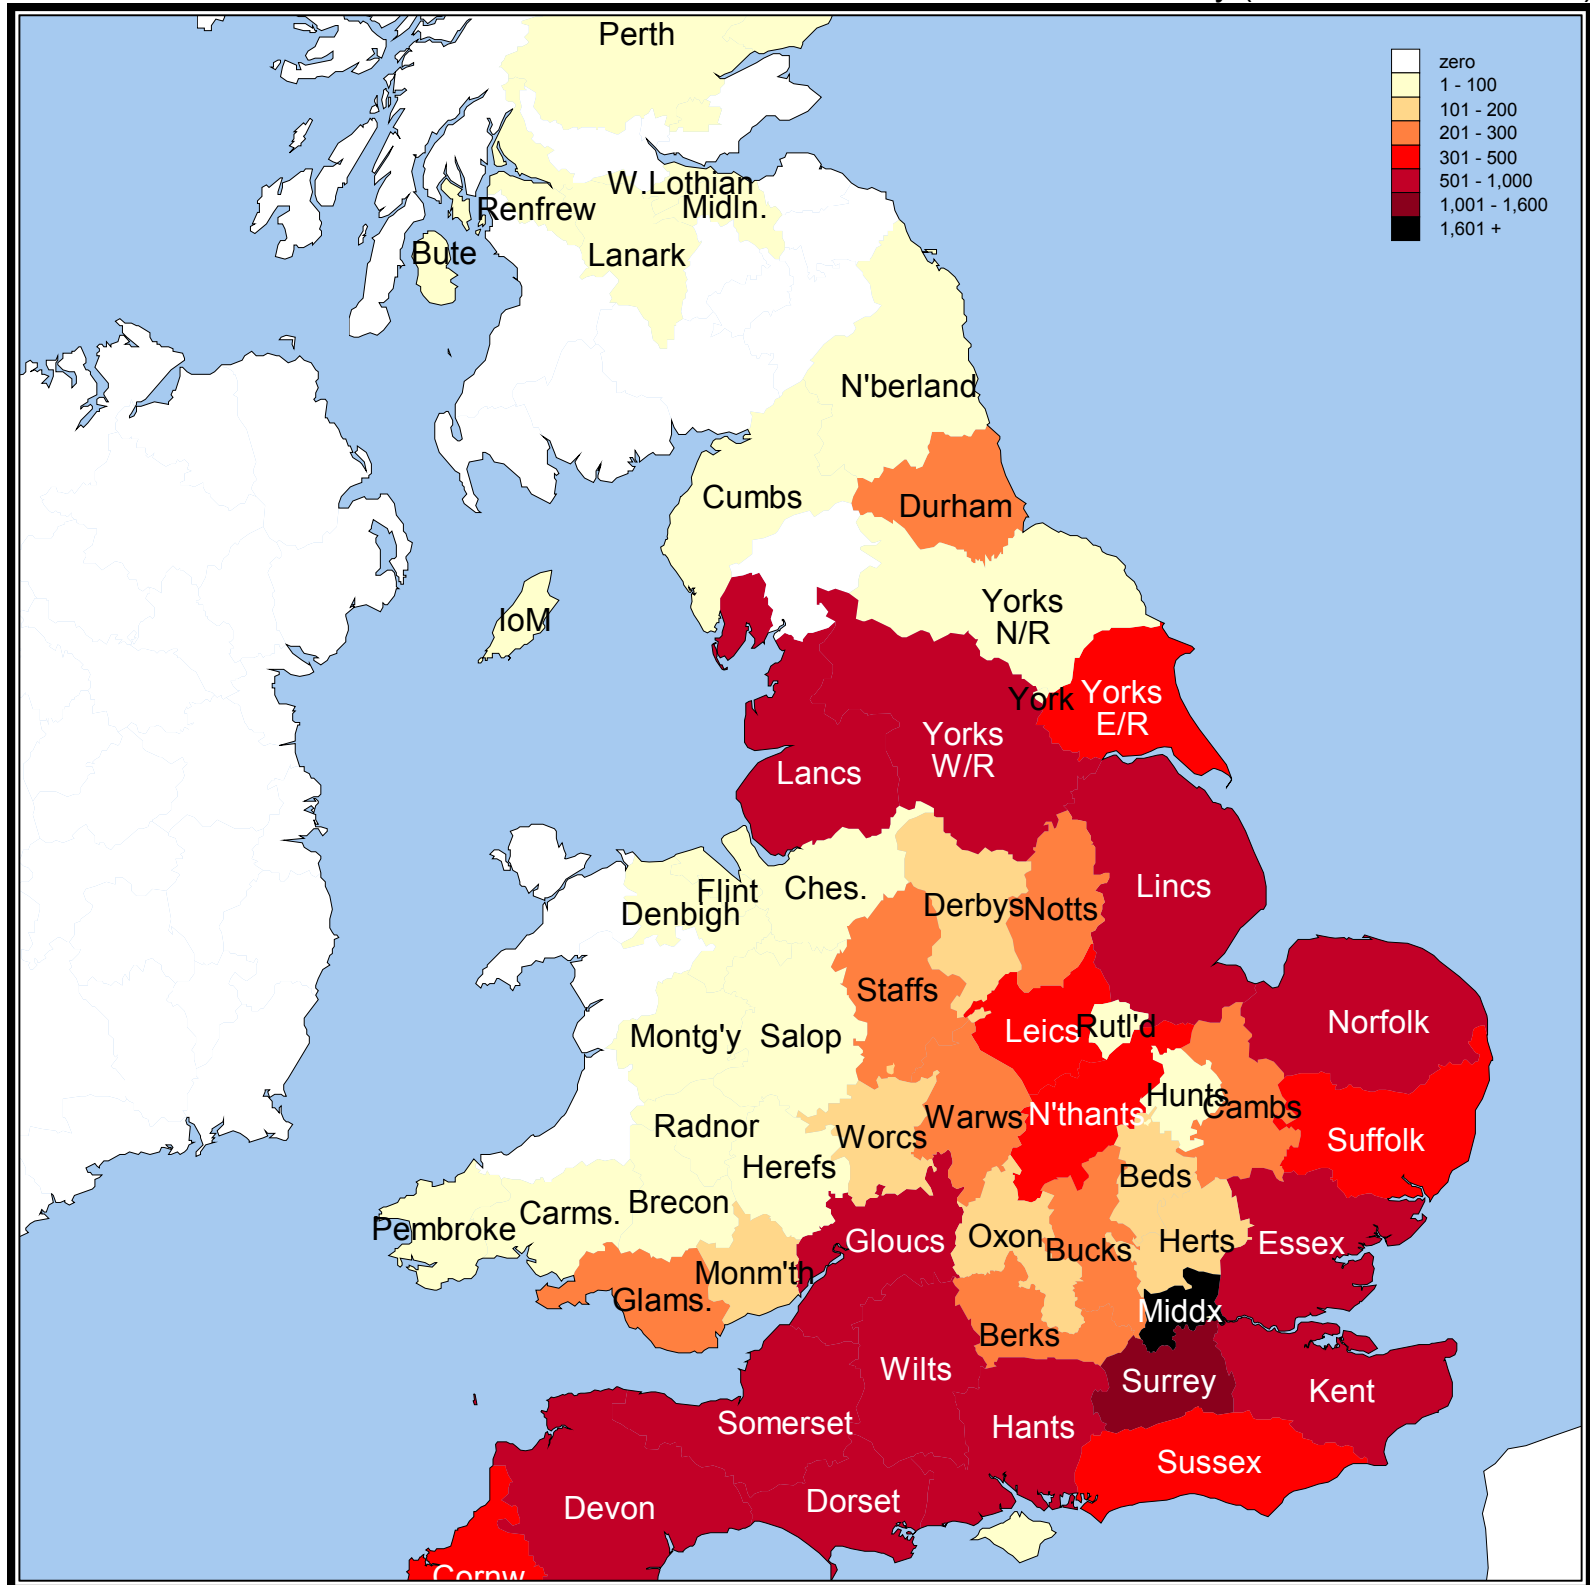 Perth
zero
1 - 100
101 - 200
201 - 300
301 - 500
501 - 1,000
1,001 - 1,600
1,601 +
W.Lothian
Midln.
Renfrew
Bute
Lanark
N'berland
Cumbs
Durham
IoM
Yorks
N/R
York
Yorks
E/R
Yorks
W/R
Lancs
Flint
Ches.
Denbigh
Derbys
Notts
Lincs
Staffs
Leics
Rutl'd
Norfolk
Montg'y
Salop
Hunts
Cambs
N'thants
Warws
Worcs
Radnor
Herefs
Suffolk
Beds
Brecon
Carms.
Pembroke
Gloucs
Oxon
Bucks
Herts
Essex
Monm'th
Glams.
Middx
Berks
Wilts
Surrey
Kent
Somerset
Hants
Sussex
Devon
Dorset
Cornw